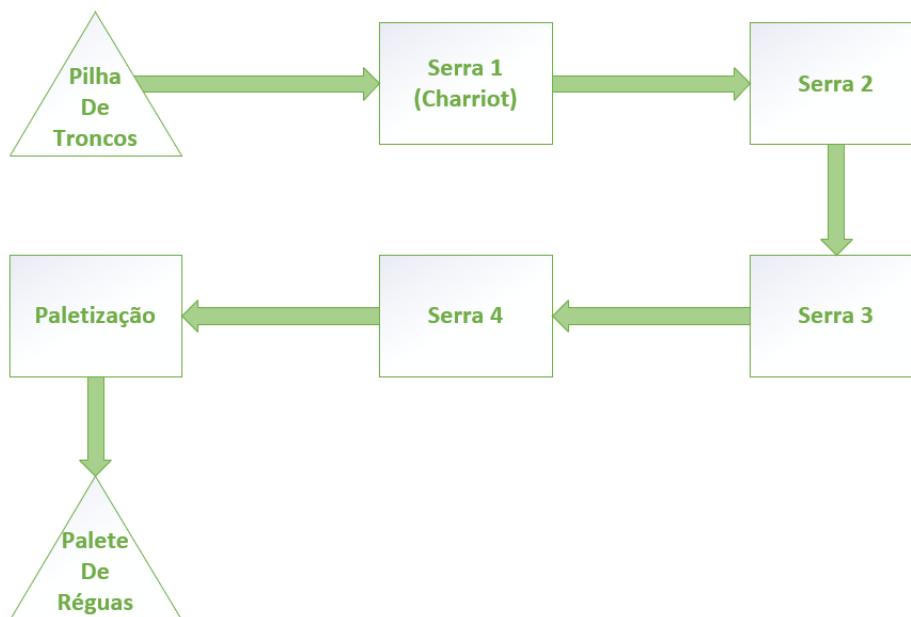 Pilha
De
Troncos
Serra 1
(Charriot)
Serra 2
Serra 3
Serra 4
Paletização
Palete
De
Réguas